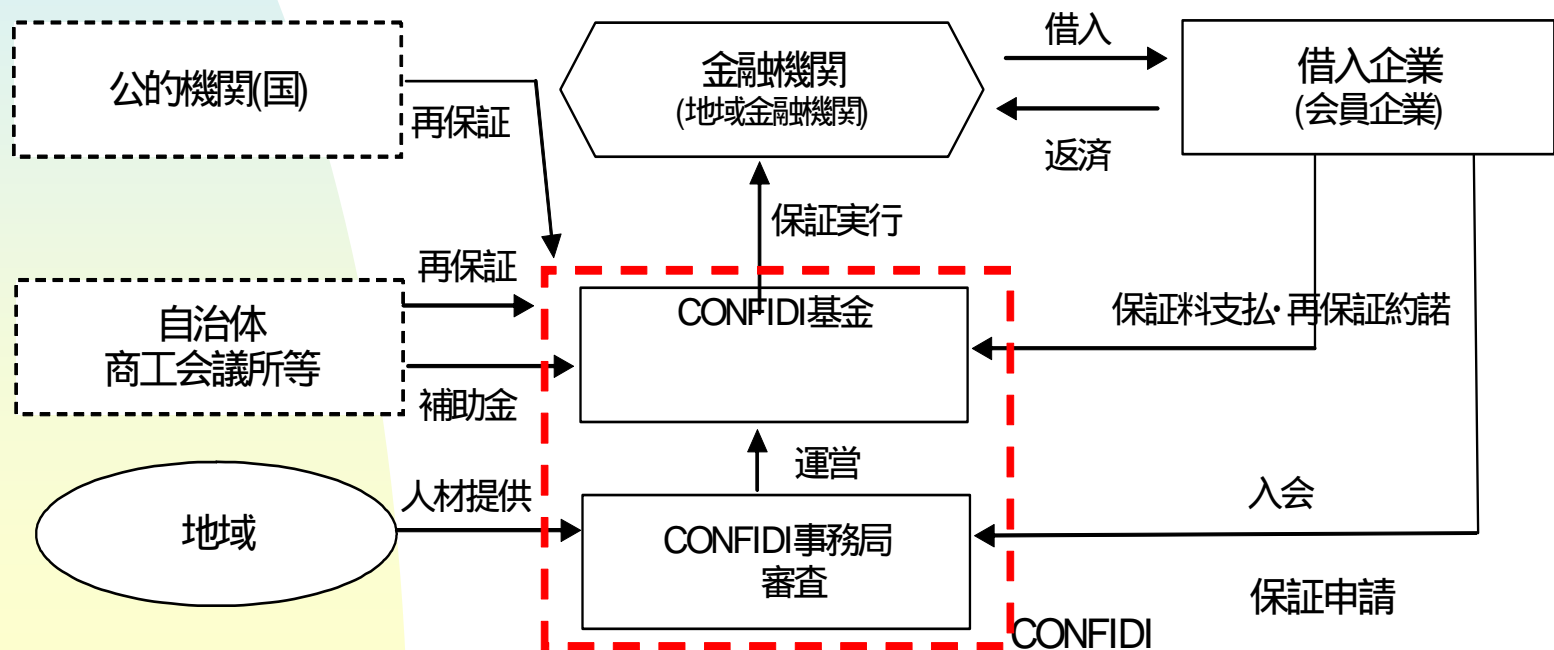 公的機関(国)
再保証
金融機関
(地域金融機関)
借入
返済
借入企業
(会員企業)
保証実行
再保証
自治体
商工会議所等
補助金
CONFIDI基金
保証料支払・再保証約諾
運営
人材提供
地域
CONFIDI事務局
審査
入会
保証申請
CONFIDI